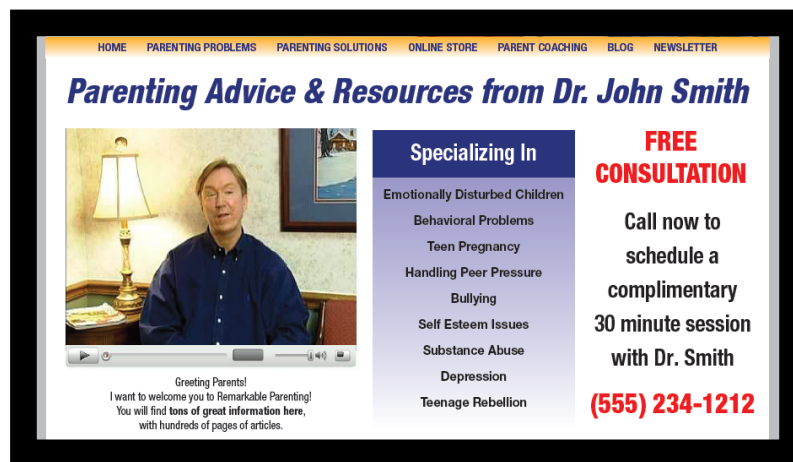 HOME PARENTING PROBLEMS PARENTING SOLUTIONS ONLINE STORE PARENT COACHING BLOG NEWSLETTER
Parenting Advice & Resources from Dr. John Smith
Specializing In
Emotionally Disturbed Children
Behavioral Problems
Teen Pregnancy
Handling Peer Pressure
Bullying
Self Esteem Issues
Substance Abuse
Depression
Teenage Rebellion
FREE
CONSULTATION
Call now to
schedule a
complimentary
30 minute session
with Dr. Smith
(555) 234-1212
Greeting Parents!
I want to welcome you to Remarkable Parenting!
You will find tons of great information here,
with hundreds of pages of articles.